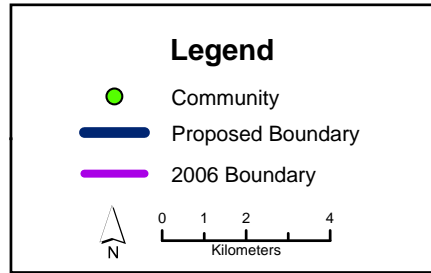 Legend
Community
Proposed Boundary
2006 Boundary
0 1 2 4
Kilometers
N